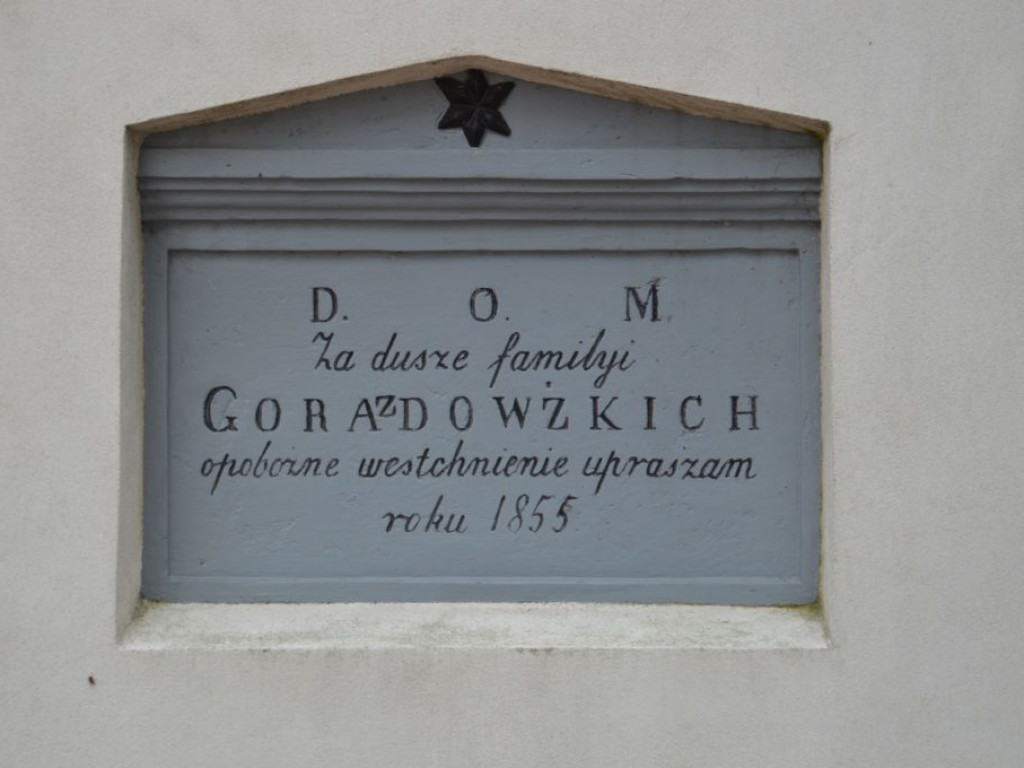 D. O. M.
Za dusze familyi
GORAZDOWŻKICH
opobożne westchnienie upraszam
roku 1855